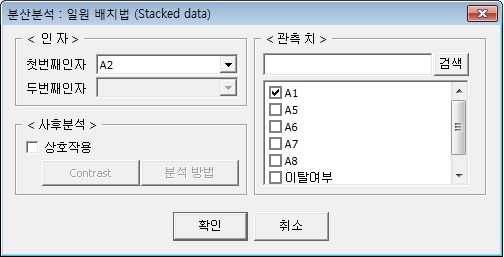 분산분석 : 일원 배치법 (Stacked data)
< 인 자 >
첫번째인자 A2
두번째인자
< 사후분석 >
상호작용
Contrast 분석 방법
< 관측 치 >
검색
A1
A5
A6
A7
A8
이탈여부
확인 취소